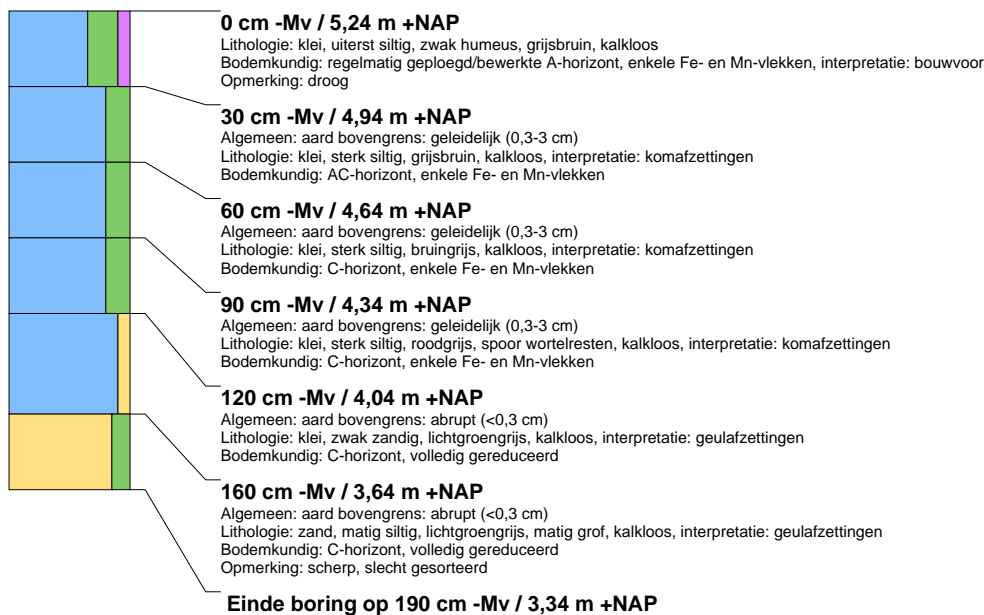 0 cm -Mv / 5,24 m +NAP
Lithologie: klei, uiterst siltig, zwak humeus, grijsbruin, kalkloos
Bodemkundig: regelmatig geploegd/bewerkte A-horizont, enkele Fe- en Mn-vlekken, interpretatie: bouwvoor
Opmerking: droog
30 cm -Mv / 4,94 m +NAP
Algemeen: aard bovengrens: geleidelijk (0,3-3 cm)
Lithologie: klei, sterk siltig, grijsbruin, kalkloos, interpretatie: komafzettingen
Bodemkundig: AC-horizont, enkele Fe- en Mn-vlekken
60 cm -Mv / 4,64 m +NAP
Algemeen: aard bovengrens: geleidelijk (0,3-3 cm)
Lithologie: klei, sterk siltig, bruingrijs, kalkloos, interpretatie: komafzettingen
Bodemkundig: C-horizont, enkele Fe- en Mn-vlekken
90 cm -Mv / 4,34 m +NAP
Algemeen: aard bovengrens: geleidelijk (0,3-3 cm)
Lithologie: klei, sterk siltig, roodgrijs, spoor wortelresten, kalkloos, interpretatie: komafzettingen
Bodemkundig: C-horizont, enkele Fe- en Mn-vlekken
120 cm -Mv / 4,04 m +NAP
Algemeen: aard bovengrens: abrupt (<0,3 cm)
Lithologie: klei, zwak zandig, lichtgroengrijs, kalkloos, interpretatie: geulafzettingen
Bodemkundig: C-horizont, volledig gereduceerd
160 cm -Mv / 3,64 m +NAP
Algemeen: aard bovengrens: abrupt (<0,3 cm)
Lithologie: zand, matig siltig, lichtgroengrijs, matig grof, kalkloos, interpretatie: geulafzettingen
Bodemkundig: C-horizont, volledig gereduceerd
Opmerking: scherp, slecht gesorteerd
Einde boring op 190 cm -Mv / 3,34 m +NAP